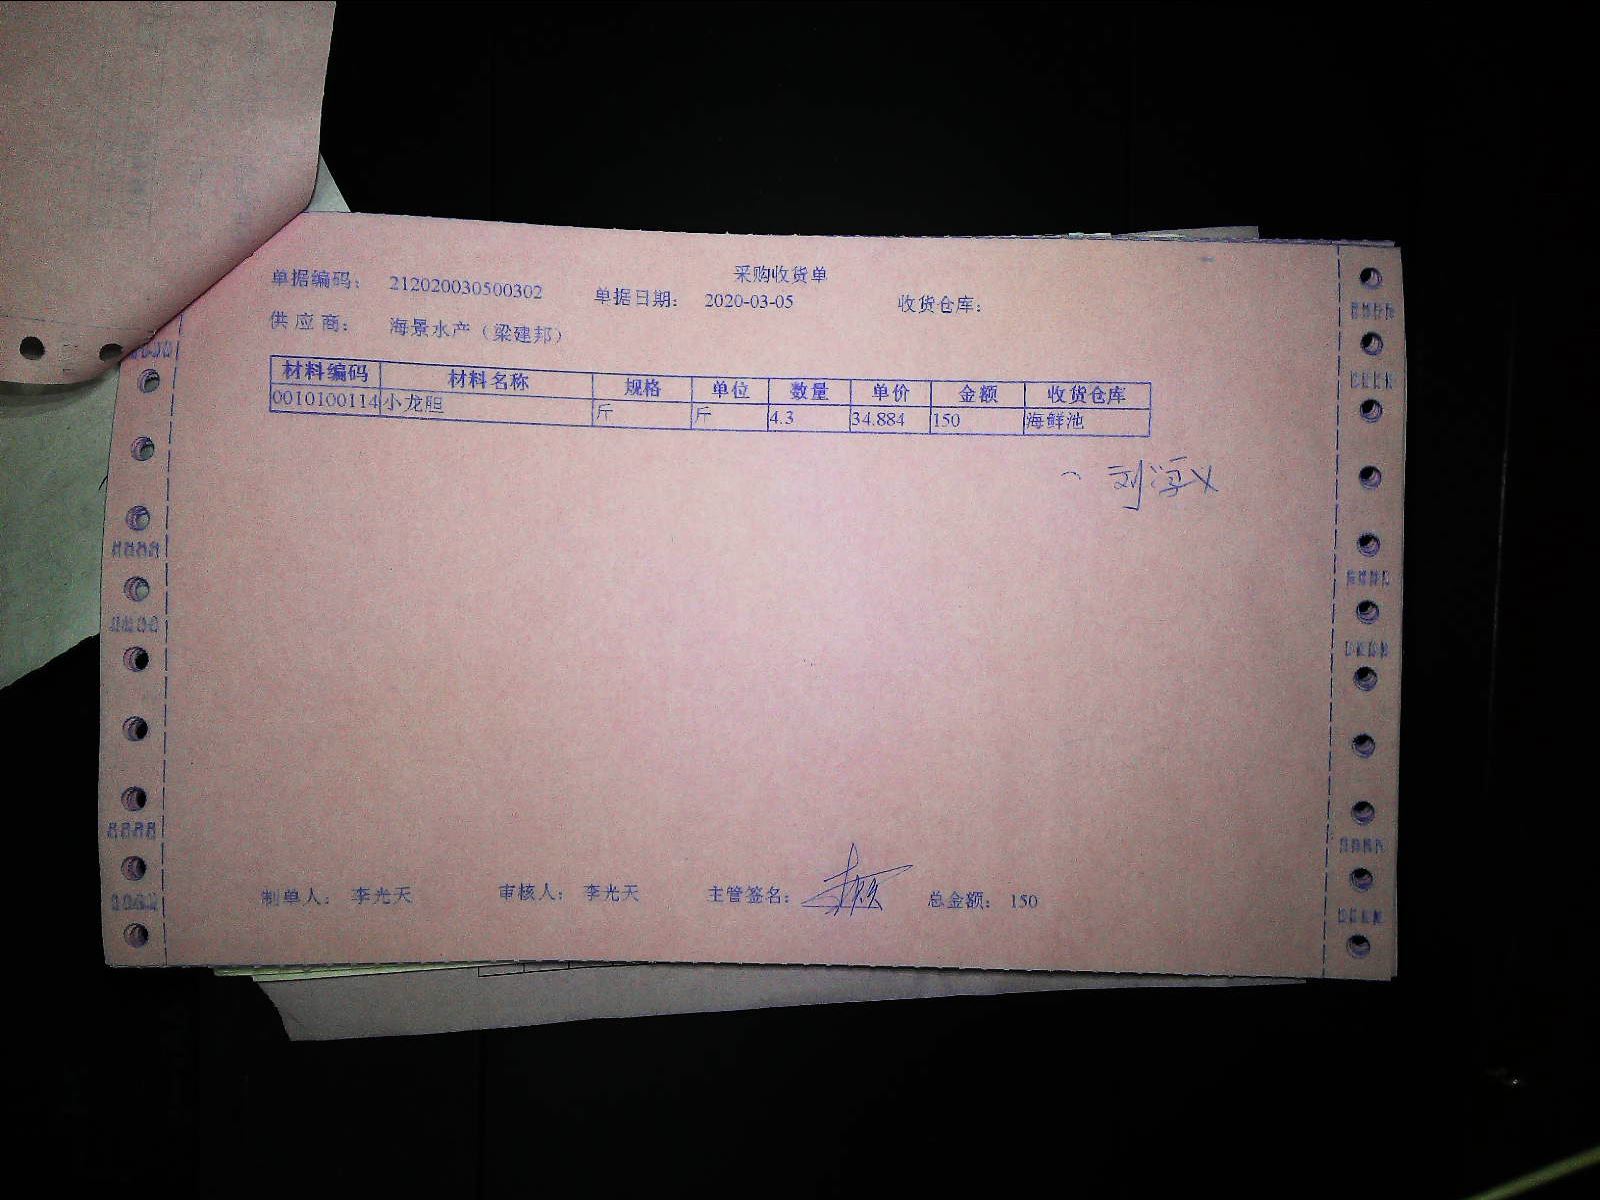 采购收货单
单据编码： 212020030500302 单据日期： 2020-03-05 收货仓库：
供应商： 海景水产（梁建邦）
材料编码 材料名称 规格 单位 数量 单价 金额 收货仓库
0010100114 小龙胆 斤 斤 4.3 34.884 150 海鲜池
制单人： 李光天 审核人： 李光天 主管签名： 总金额： 150